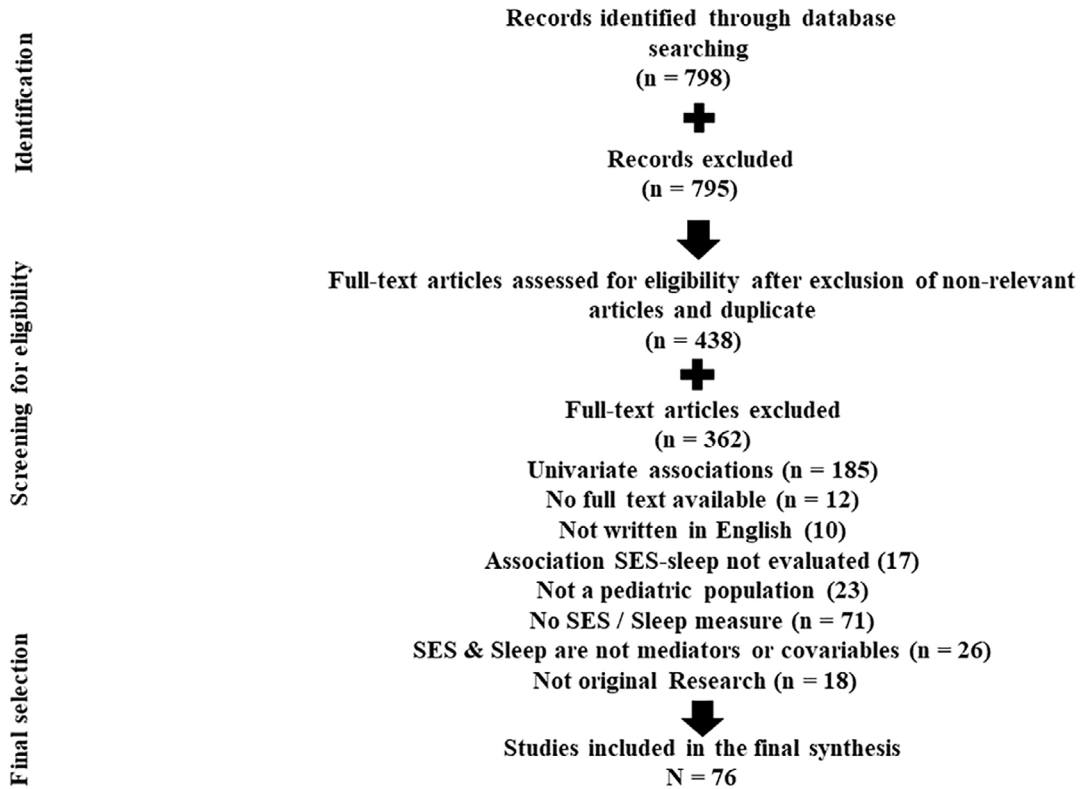 Identification
Records identified through database
searching
(n = 798)
Records excluded
(n = 795)
Screening for eligibility
Full-text articles assessed for eligibility after exclusion of non-relevant
articles and duplicate
(n = 438)
Full-text articles excluded
(n = 362)
Univariate associations (n = 185)
No full text available (n = 12)
Not written in English (10)
Association SES-sleep not evaluated (17)
Not a pediatric population (23)
No SES / Sleep measure (n = 71)
SES & Sleep are not mediators or covariables (n = 26)
Not original Research (n = 18)
Final selection
Studies included in the final synthesis
N = 76